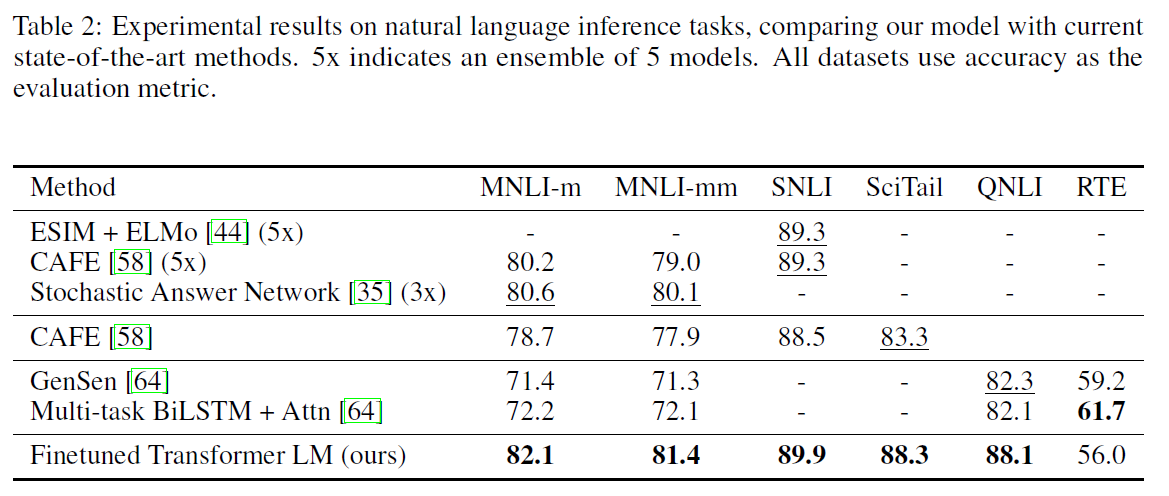 Table 2: Experimental results on natural language inference tasks, comparing our model with current
state-of-the-art methods. 5x indicates an ensemble of 5 models. All datasets use accuracy as the
evaluation metric.
Method MNLI-m MNLI-mm SNLI SciTail QNLI RTE
ESIM + ELMo [44] (5x) - - 89.3 - - -
CAFE [58] (5x) 80.2 79.0 89.3 - - -
Stochastic Answer Network [35] (3x) 80.6 80.1 - - - -
CAFE [58] 78.7 77.9 88.5 83.3
GenSen [64] 71.4 71.3 - - 82.3 59.2
Multi-task BiLSTM + Attn [64] 72.2 72.1 - - 82.1 61.7
Finetuned Transformer LM (ours) 82.1 81.4 89.9 88.3 88.1 56.0